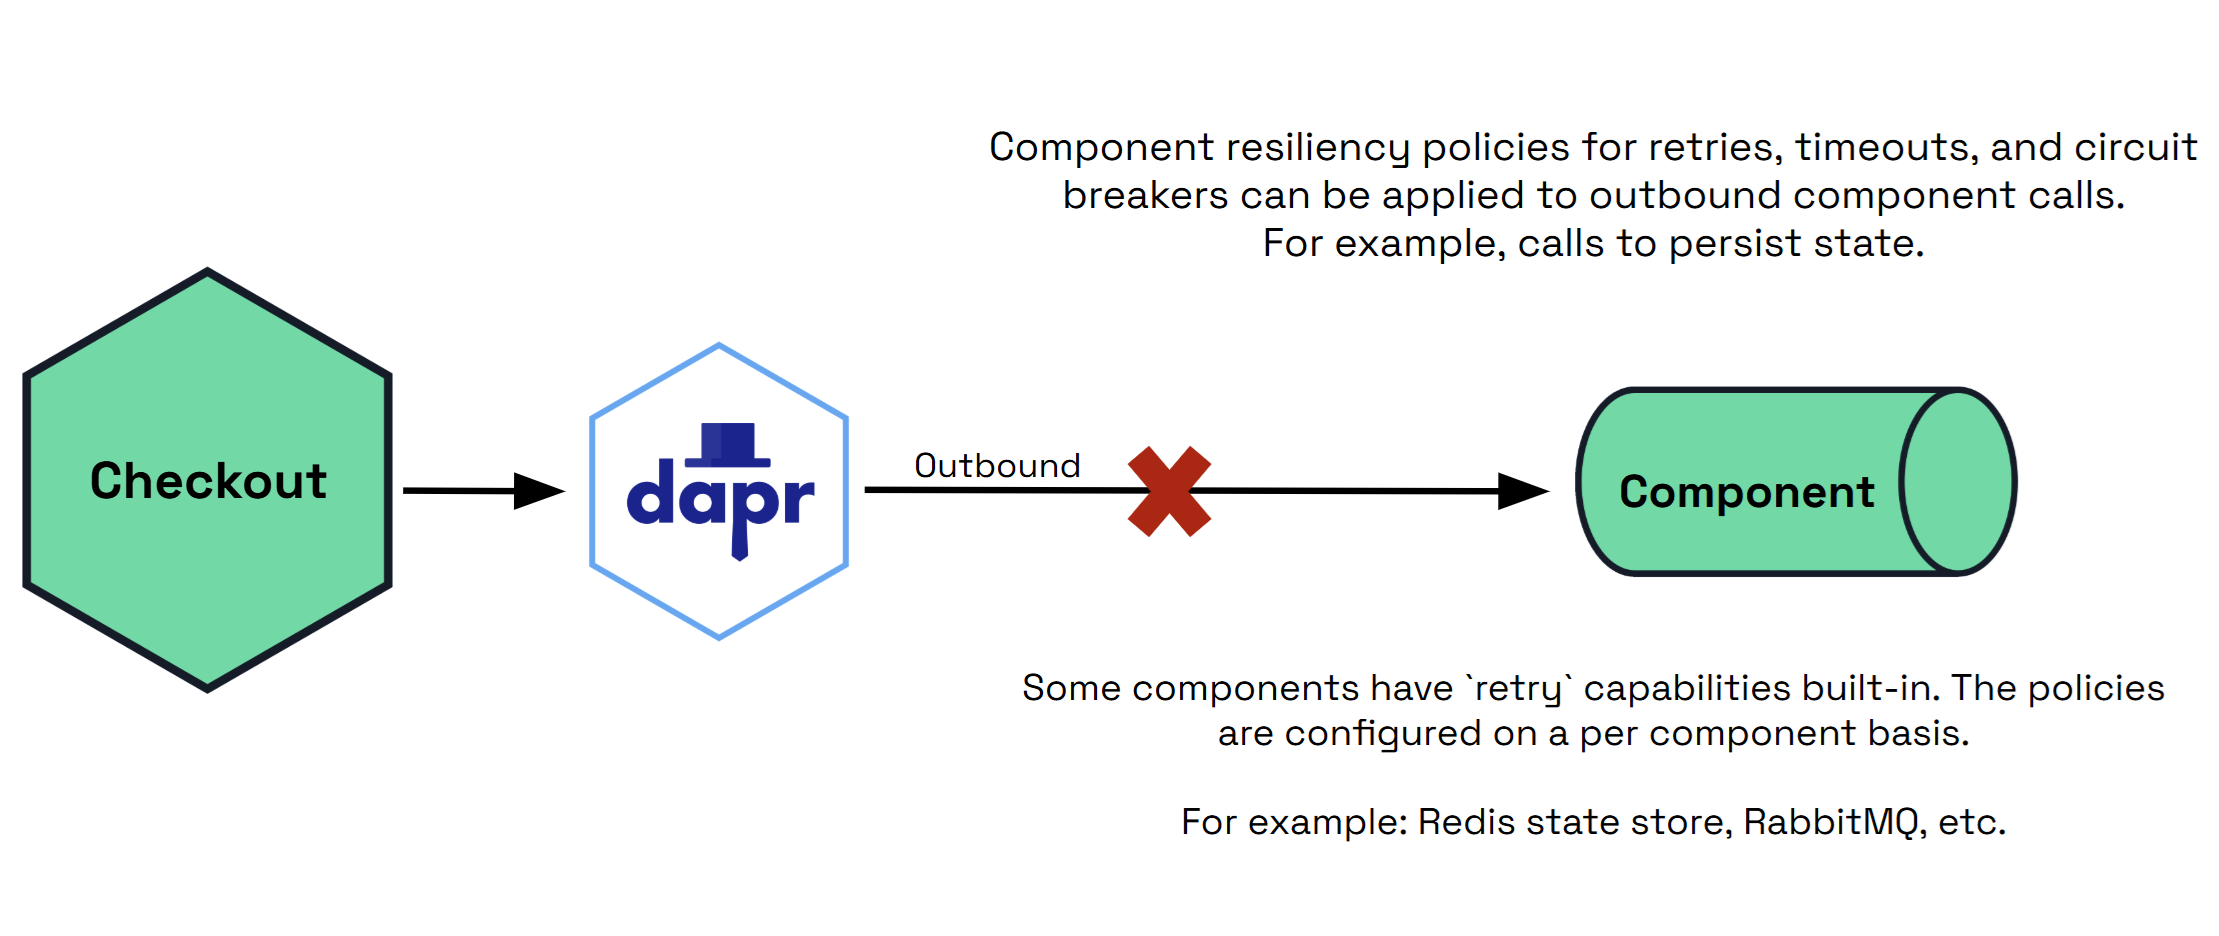 Component resiliency policies for retries, timeouts, and circuit
breakers can be applied to outbound component calls.
For example, calls to persist state.
Checkout
dapr
Outbound
Component
Some components have `retry` capabilities built-in. The policies
are configured on a per component basis.
For example: Redis state store, RabbitMQ, etc.